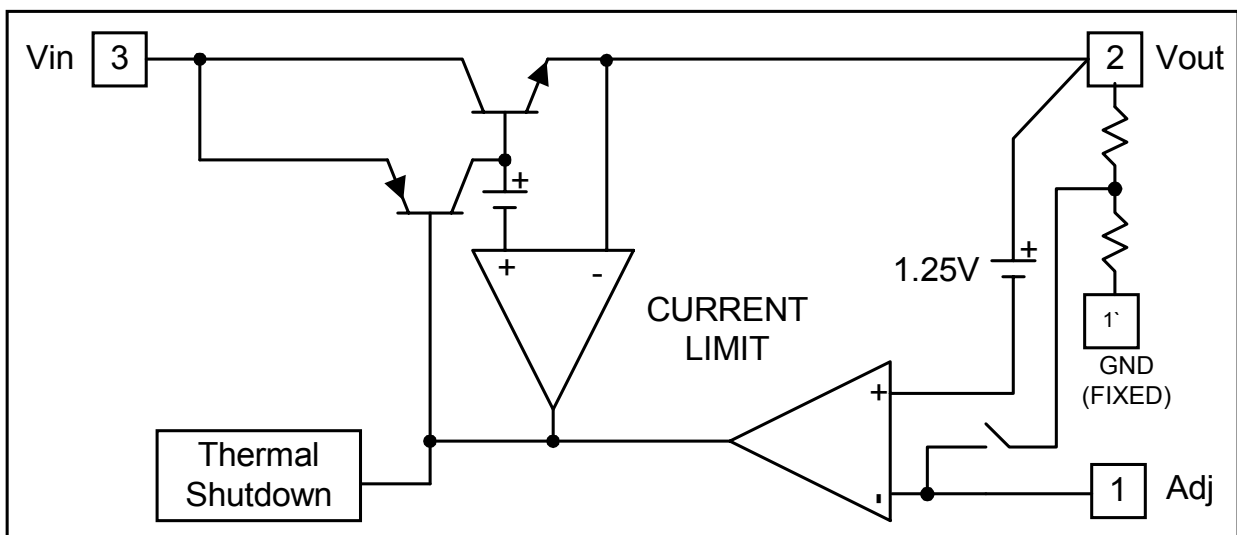 Vin 3
2 Vout
+
+ -
1.25V +
CURRENT
LIMIT
1`
GND
(FIXED)
+
Thermal
Shutdown
-
1 Adj